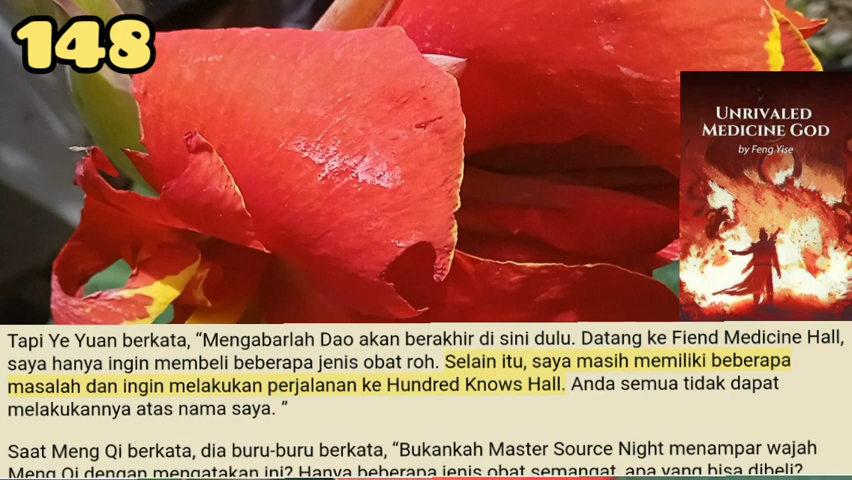 148
UNRIVALED
MEDICINE GOD
by Feng Yise
Tapi Ye Yuan berkata, “Mengabarlah Dao akan berakhir di sini dulu. Datang ke Fiend Medicine Hall,
saya hanya ingin membeli beberapa jenis obat roh. Selain itu, saya masih memiliki beberapa
masalah dan ingin melakukan perjalanan ke Hundred Knows Hall. Anda semua tidak dapat
melakukannya atas nama saya. ”
Saat Meng Qi berkata, dia buru-buru berkata, “Bukankah Master Source Night menampar wajah
Meng Qi dengan mengatakan ini? Hanya beberapa jenis obat semangat, apa yang bisa dibeli?